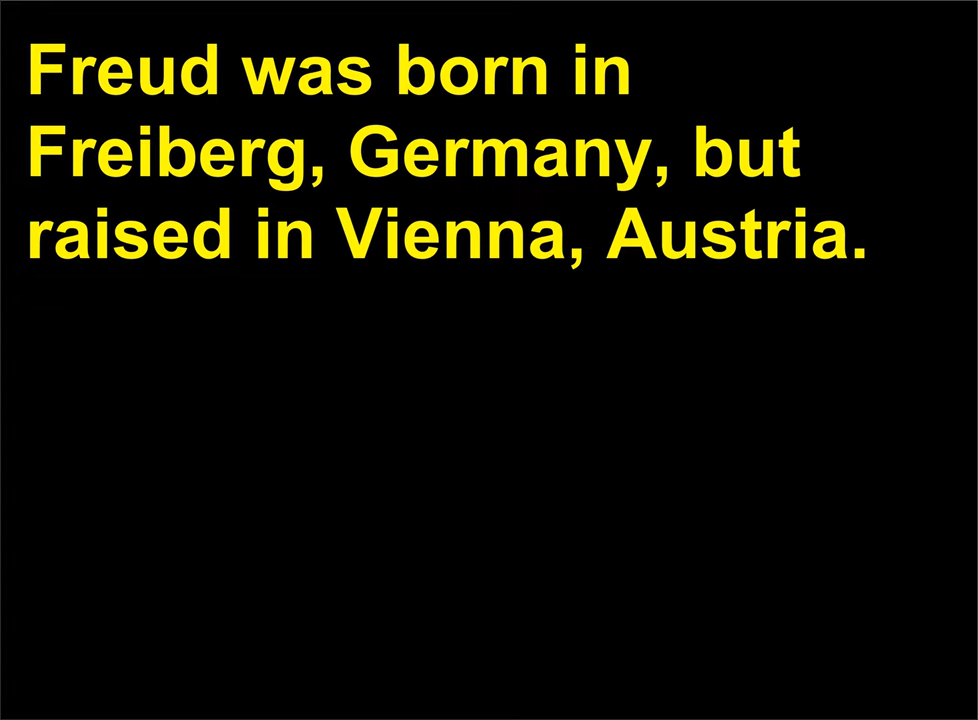 Freud was born in
Freiberg, Germany, but
raised in Vienna, Austria.